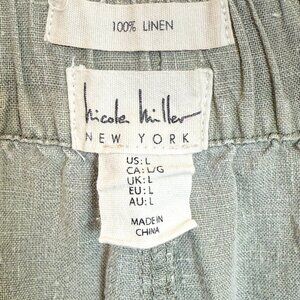 100% LINEN
Nicole Miller
NEW YORK
US: L
CA: L/G
UK: L
EU: L
AU: L
MADE IN
CHINA